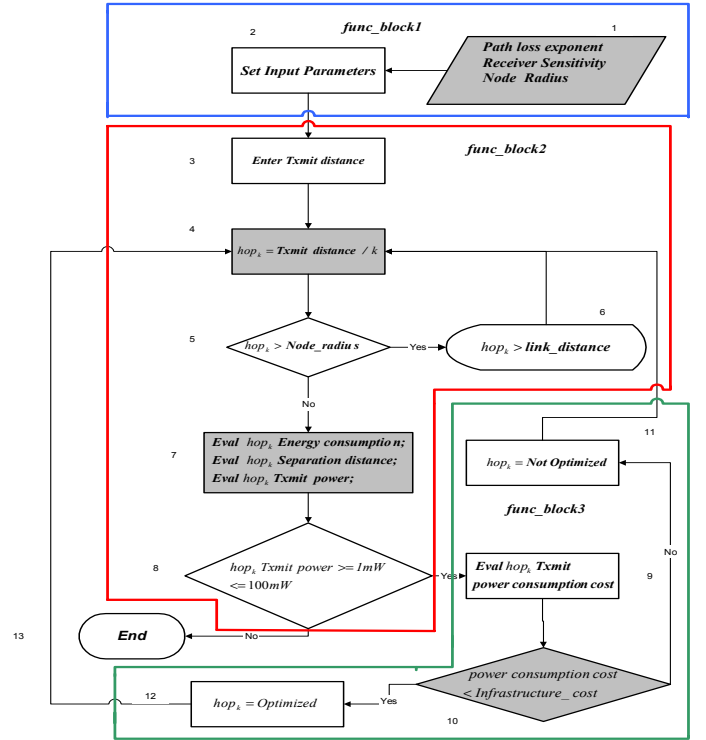 func_block1
1
2
Path loss exponent
Receiver Sensitivity
Node Radius
Set Input Parameters
func_block2
3
Enter Txmit distance
4
hop_k = Txmit distance / k
6
5
hop_k > Node_radius
Yes
hop_k > link_distance
No
11
7
Eval hop_k Energy consumption;
Eval hop_k Separation distance;
Eval hop_k Txmit power;
hop_k = Not Optimized
func_block3
No
8
hop_k Txmit power >= 1mW
<= 100mW
Yes
Eval hop_k Txmit
power consumption cost
9
13
End
No
power consumption cost
< Infrastructure_ cost
12
hop_k = Optimized
Yes
10